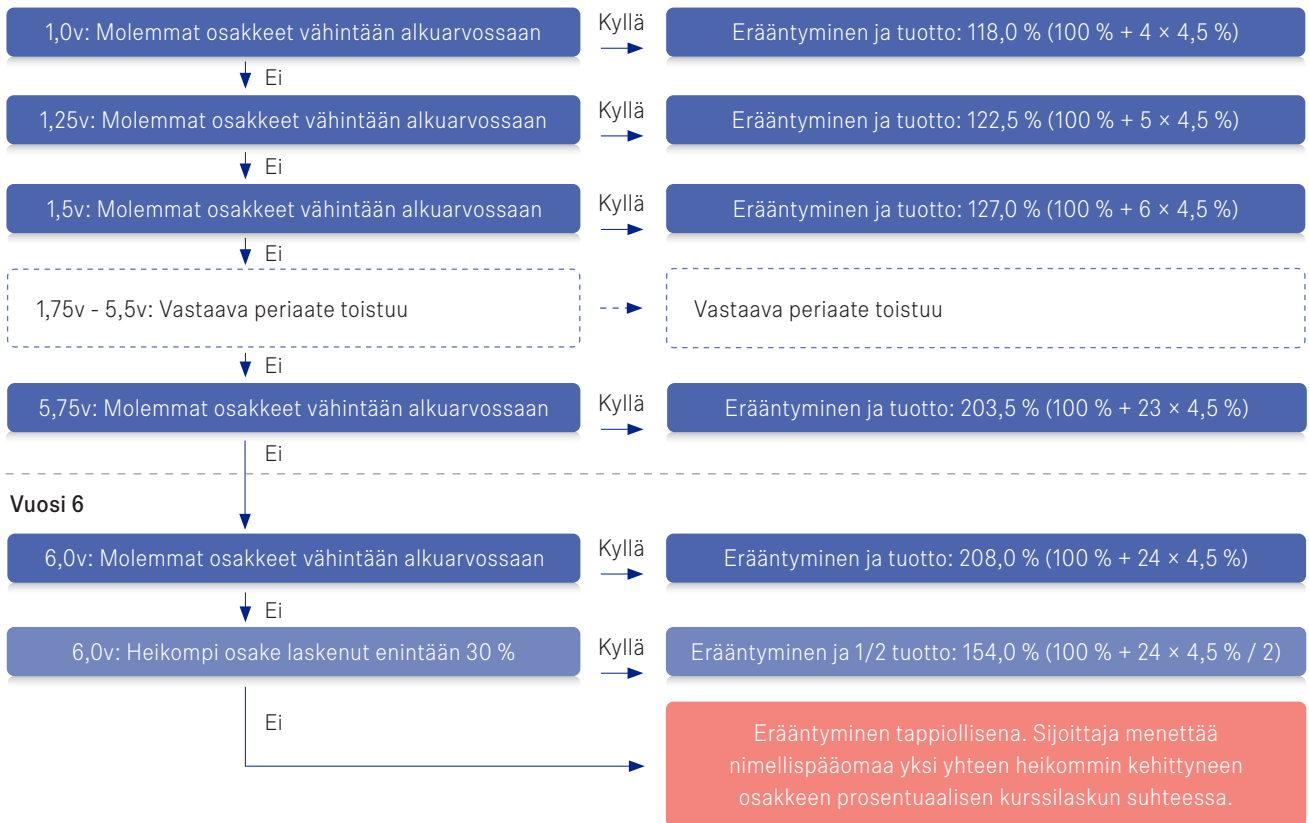 1,0v: Molemmat osakkeet vähintään alkuarvossaan
Kyllä
Erääntyminen ja tuotto: 118,0 % (100 % + 4 × 4,5 %)
Ei
1,25v: Molemmat osakkeet vähintään alkuarvossaan
Kyllä
Erääntyminen ja tuotto: 122,5 % (100 % + 5 × 4,5 %)
Ei
1,5v: Molemmat osakkeet vähintään alkuarvossaan
Kyllä
Erääntyminen ja tuotto: 127,0 % (100 % + 6 × 4,5 %)
Ei
1,75v - 5,5v: Vastaava periaate toistuu
Vastaava periaate toistuu
Ei
5,75v: Molemmat osakkeet vähintään alkuarvossaan
Kyllä
Erääntyminen ja tuotto: 203,5 % (100 % + 23 × 4,5 %)
Ei
Vuosi 6
6,0v: Molemmat osakkeet vähintään alkuarvossaan
Kyllä
Erääntyminen ja tuotto: 208,0 % (100 % + 24 × 4,5 %)
Ei
6,0v: Heikompi osake laskenut enintään 30 %
Kyllä
Erääntyminen ja 1/2 tuotto: 154,0 % (100 % + 24 × 4,5 % / 2)
Ei
Erääntyminen tappiollisena. Sijoittaja menettää
nimellispääomaa yksi yhteen heikommin kehittyneen
osakkeen prosentuaalisen kurssilaskun suhteessa.